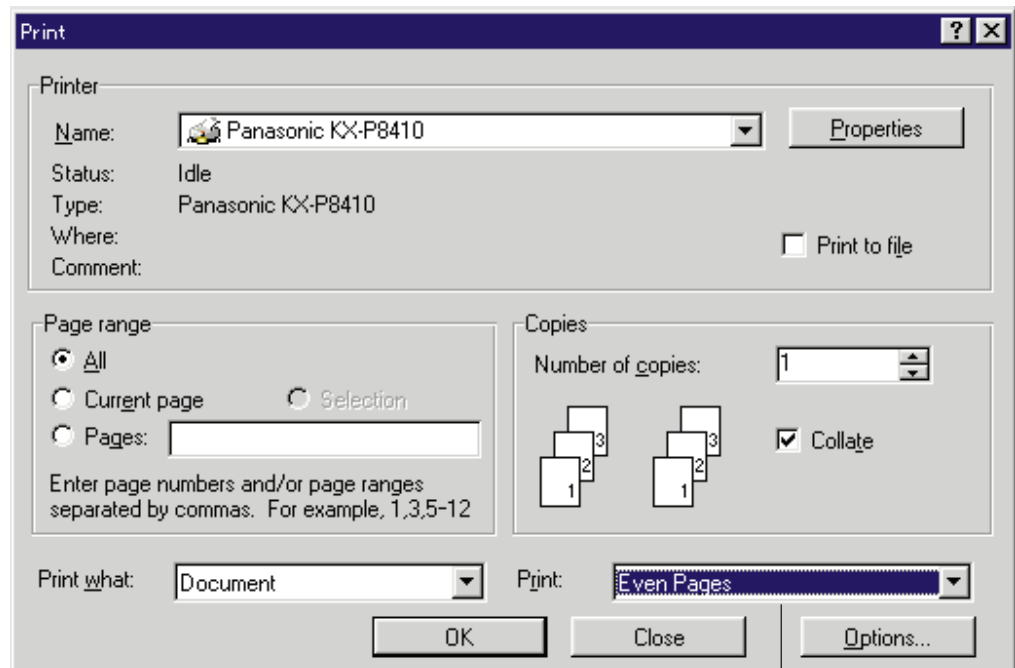 Print
Printer
Name: Panasonic KX-P8410 Properties
Status: Idle
Type: Panasonic KX-P8410
Where:
Print to file
Comment:
Page range
All
Current page Selection
Pages:
Enter page numbers and/or page ranges
separated by commas. For example, 1,3,5-12
Copies
Number of copies: 1
3 3
2 2
1 1
Collate
Print what: Document Print: Even Pages
OK Close Options...